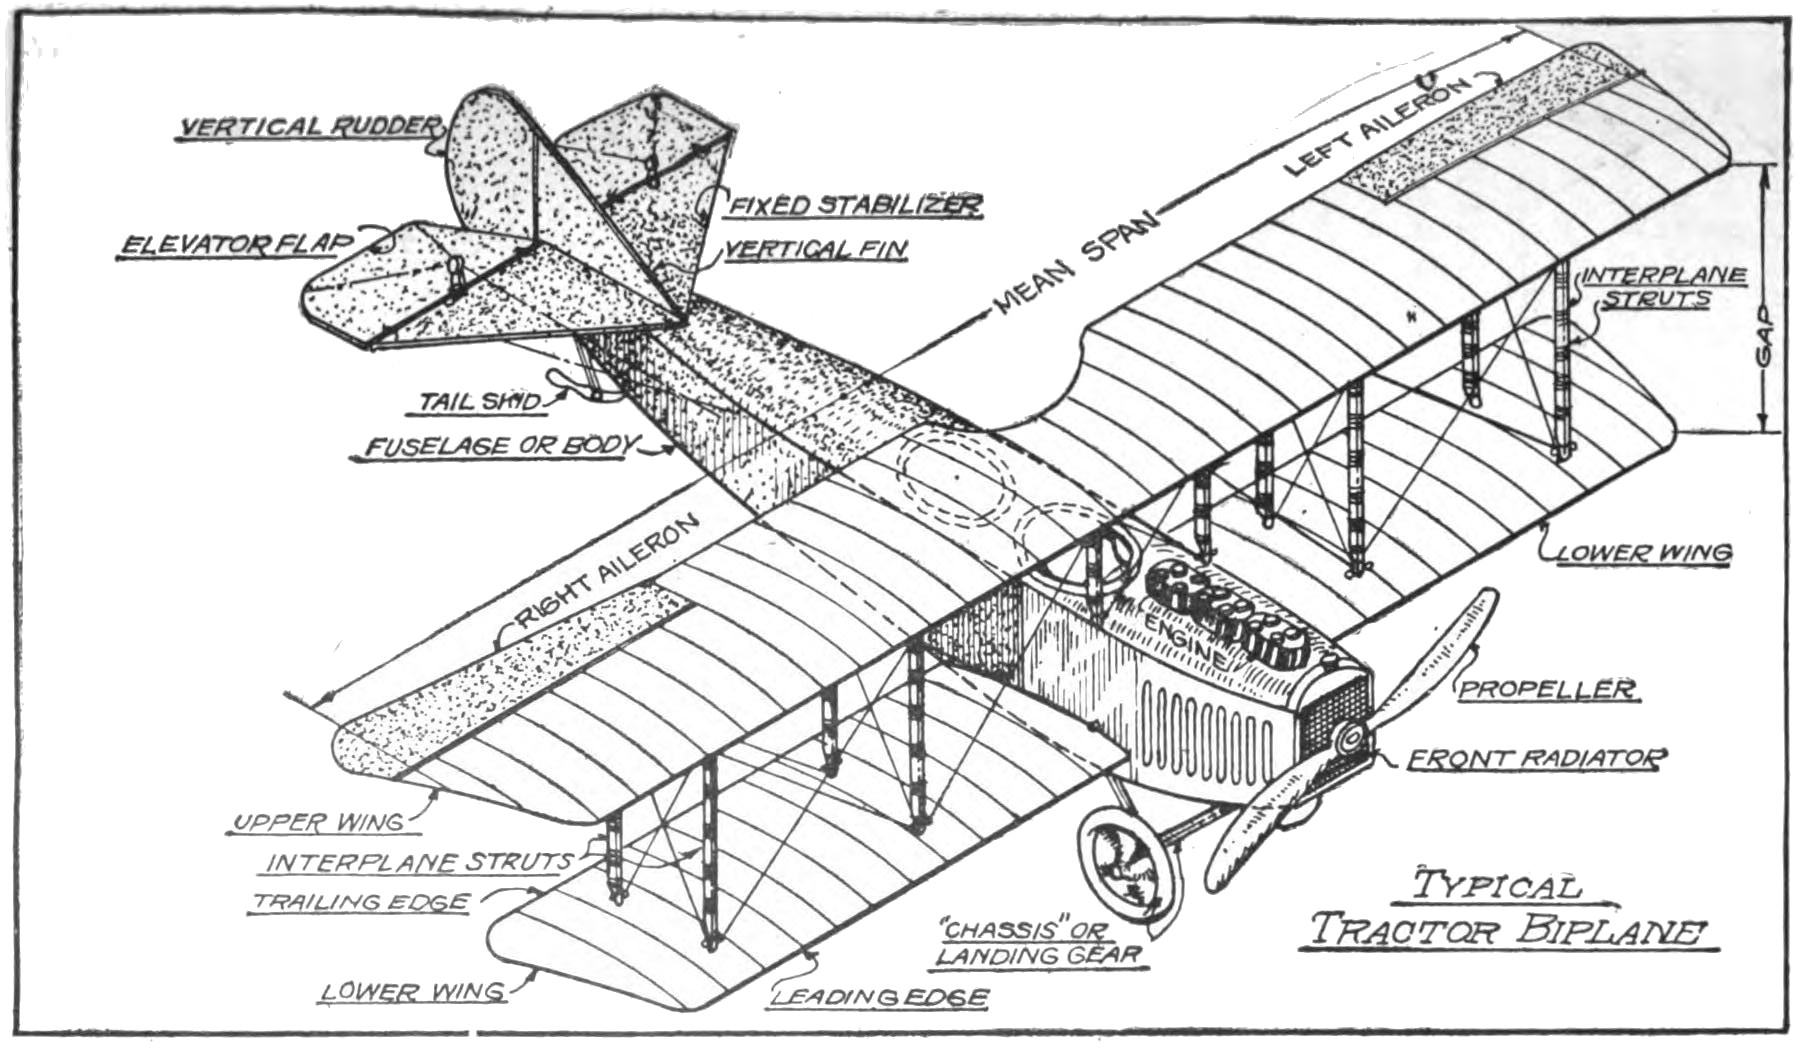 VERTICAL RUDDER
ELEVATOR FLAP
FIXED STABILIZER
VERTICAL FIN
TAIL SKID
FUSELAGE OR BODY
MEAN SPAN
LEFT AILERON
INTERPLANE
STRUTS
GAP
LOWER WING
RIGHT AILERON
ENGINE
PROPELLER
FRONT RADIATOR
UPPER WING
INTERPLANE STRUTS
TRAILING EDGE
LOWER WING
LEADING EDGE
"CHASSIS" OR
LANDING GEAR
TYPICAL
TRACTOR BIPLANE